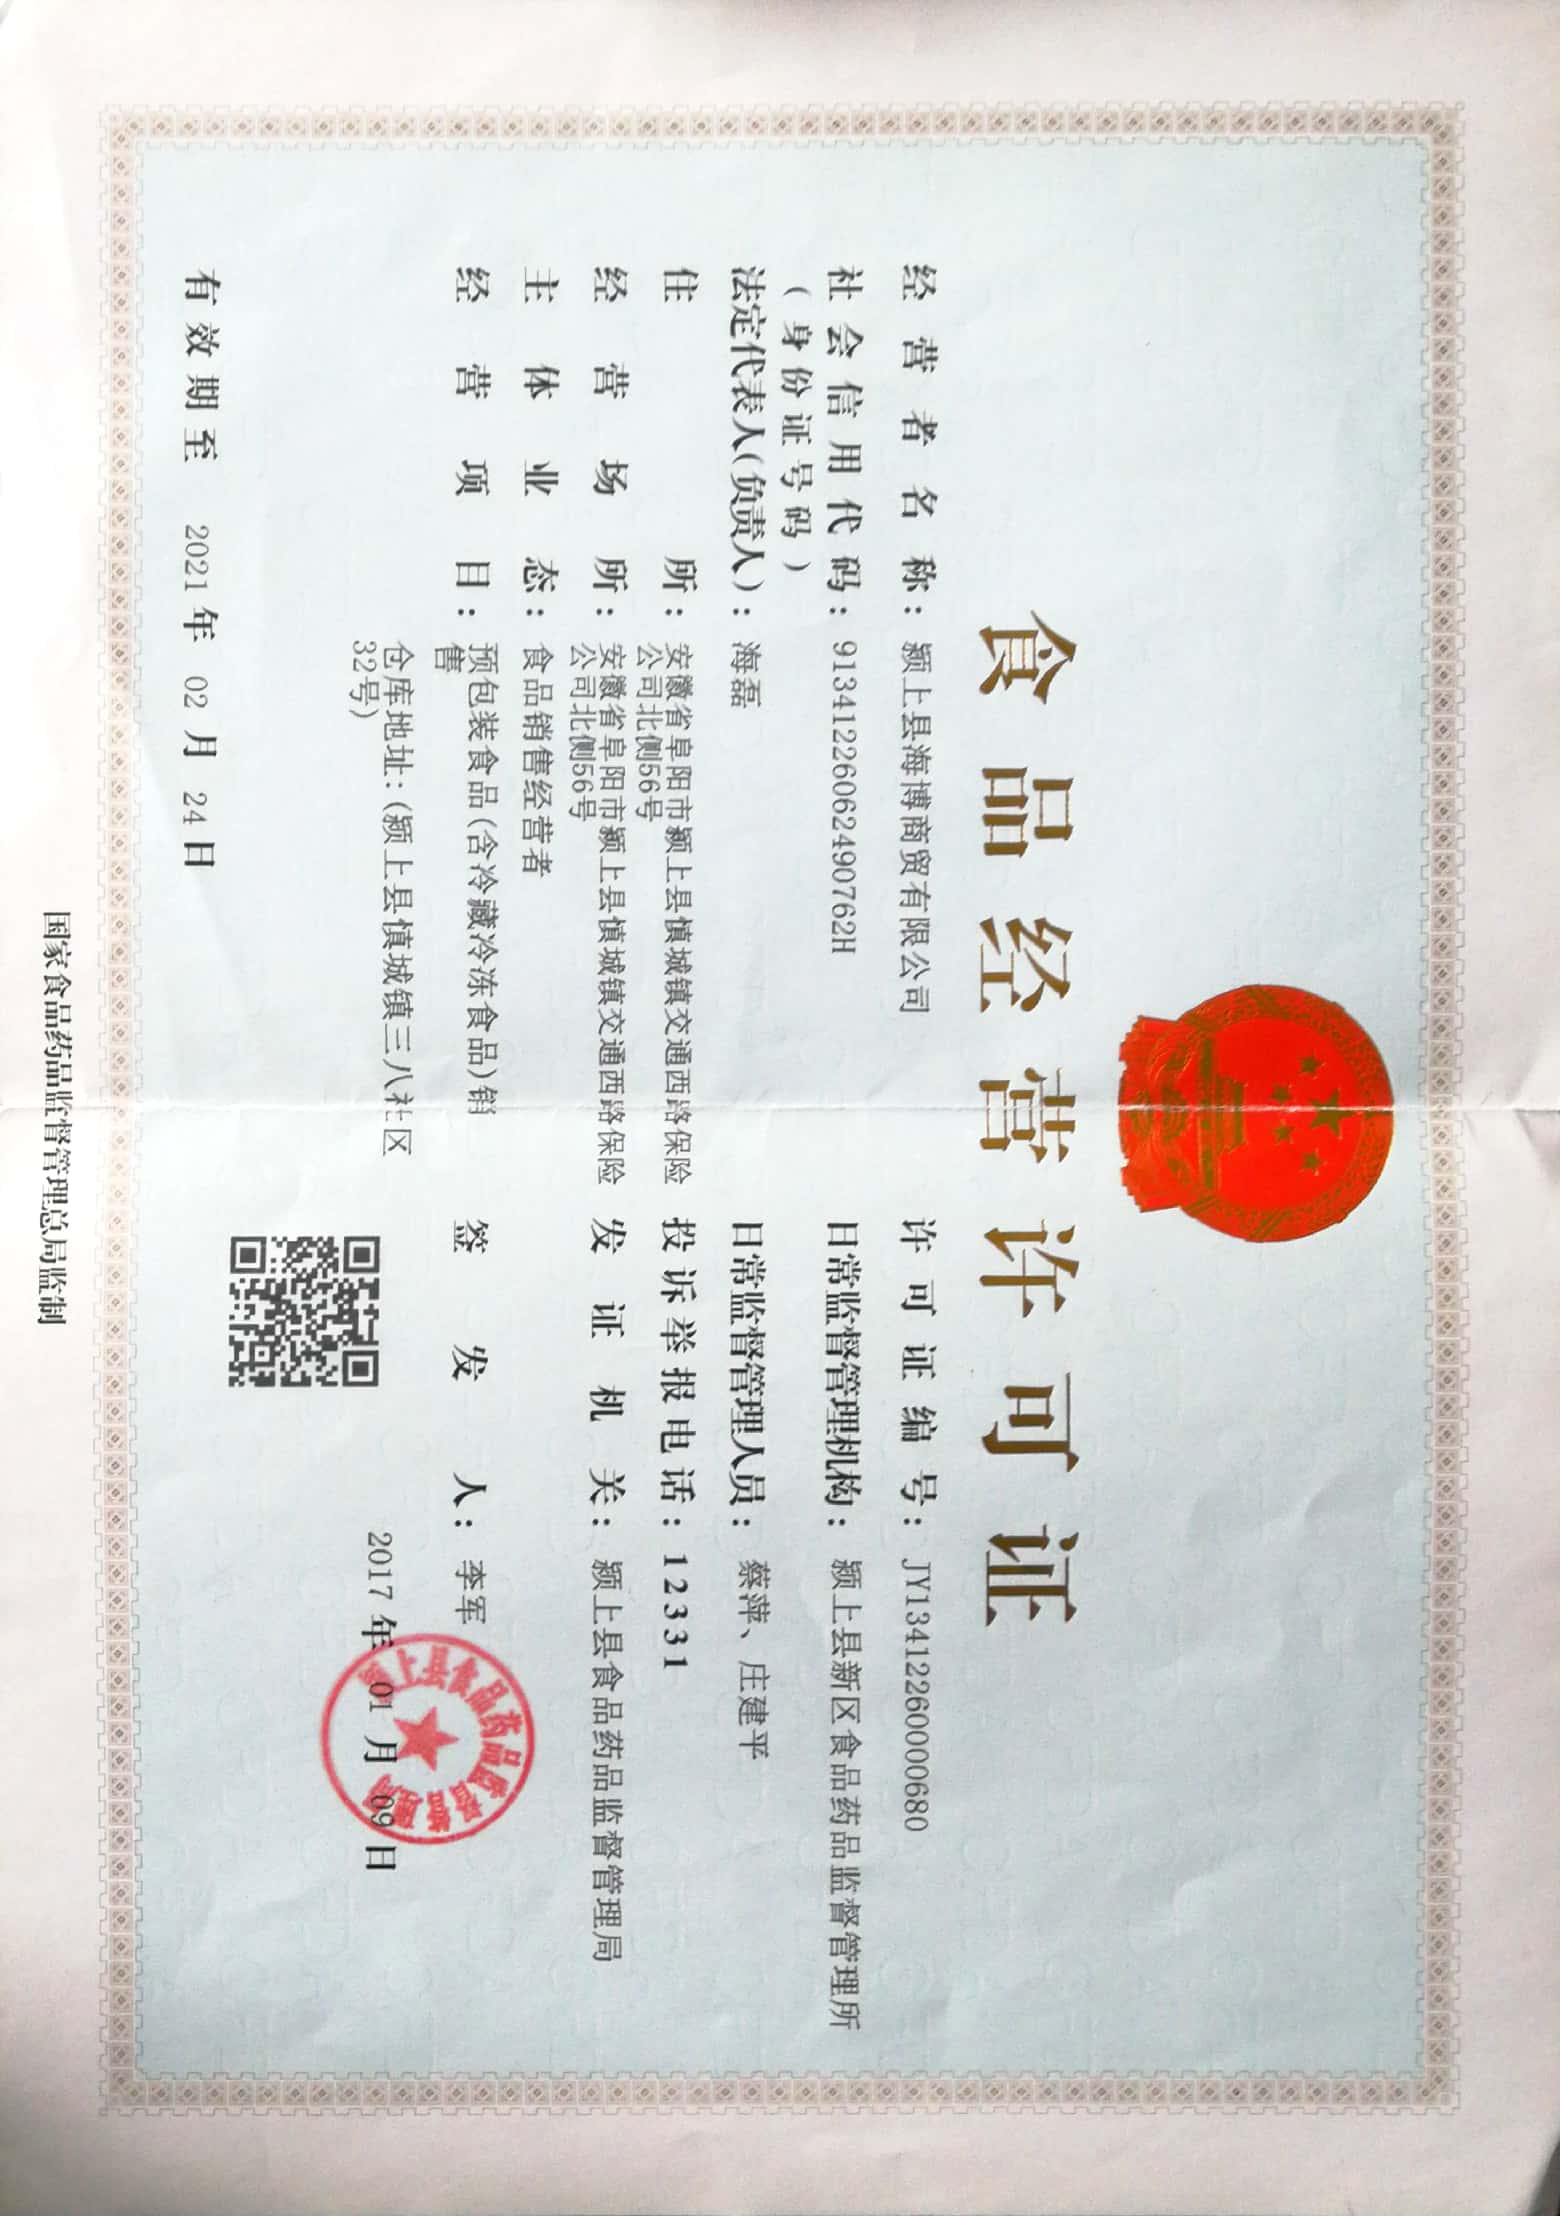 食品经营许可证
经营者名称：颍上县海博商贸有限公司
社会信用代码：91341226062490762H
（身份证号码）
法定代表人(负责人)：海磊
住所：安徽省阜阳市颍上县慎城镇交通西路保险
公司北侧56号
经营场所：安徽省阜阳市颍上县慎城镇交通西路保险
公司北侧56号
主体业态：食品销售经营者
经营项目：预包装食品(含冷藏冷冻食品)销
售
仓库地址：(颍上县慎城镇三八社区
32号)
有效期至 2021年 02月 24日
许可证编号：JY13412260000680
日常监督管理机构：颍上县新区食品药品监督管理所
日常监督管理人员：蔡萍、庄建平
投诉举报电话：12331
发证机关：颍上县食品药品监督管理局
签发人：李军
2017年 01月 09日
颍上县食品药品监督管理局
国家食品药品监督管理总局监制